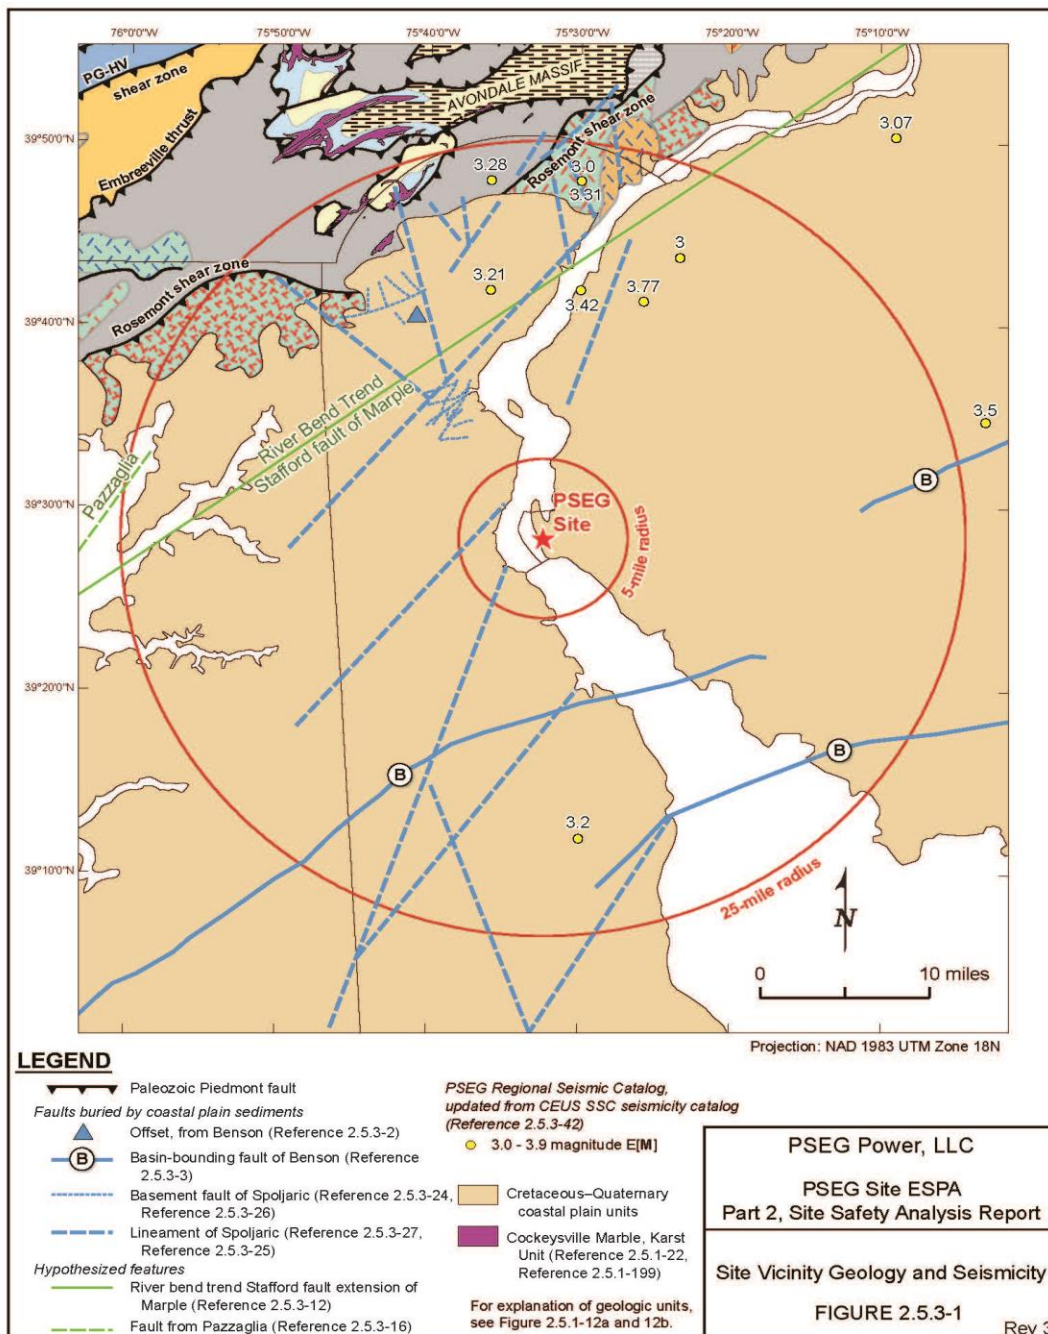 76°0'0"W 75°50'0"W 75°40'0"W 75°30'0"W 75°20'0"W 75°10'0"W
PG-HV
shear zone
Embreeville thrust
AVONDALE MASSIF
Rosemont shear zone
39°50'0"N
3.07
3.28
3.0
3.31
3
3.21
3.42
3.77
Rosemont shear zone
39°40'0"N
River Bend Trend
Stafford fault of Marple
3.5
B
Pazzaglia
39°30'0"N
PSEG
Site
5-mile radius
39°20'0"N
B
B
3.2
39°10'0"N
25-mile radius
N
0 10 miles
Projection: NAD 1983 UTM Zone 18N
LEGEND
Paleozoic Piedmont fault
Faults buried by coastal plain sediments
Offset, from Benson (Reference 2.5.3-2)
B
Basin-bounding fault of Benson (Reference
2.5.3-3)
Basement fault of Spoljaric (Reference 2.5.3-24,
Reference 2.5.3-26)
Lineament of Spoljaric (Reference 2.5.3-27,
Reference 2.5.3-25)
Hypothesized features
River bend trend Stafford fault extension of
Marple (Reference 2.5.3-12)
Fault from Pazzaglia (Reference 2.5.3-16)
PSEG Regional Seismic Catalog,
updated from CEUS SSC seismicity catalog
(Reference 2.5.3-42)
3.0 - 3.9 magnitude E[M]
Cretaceous–Quaternary
coastal plain units
Cockeysville Marble, Karst
Unit (Reference 2.5.1-22,
Reference 2.5.1-199)
For explanation of geologic units,
see Figure 2.5.1-12a and 12b.
PSEG Power, LLC
PSEG Site ESPA
Part 2, Site Safety Analysis Report
Site Vicinity Geology and Seismicity
FIGURE 2.5.3-1
Rev 3